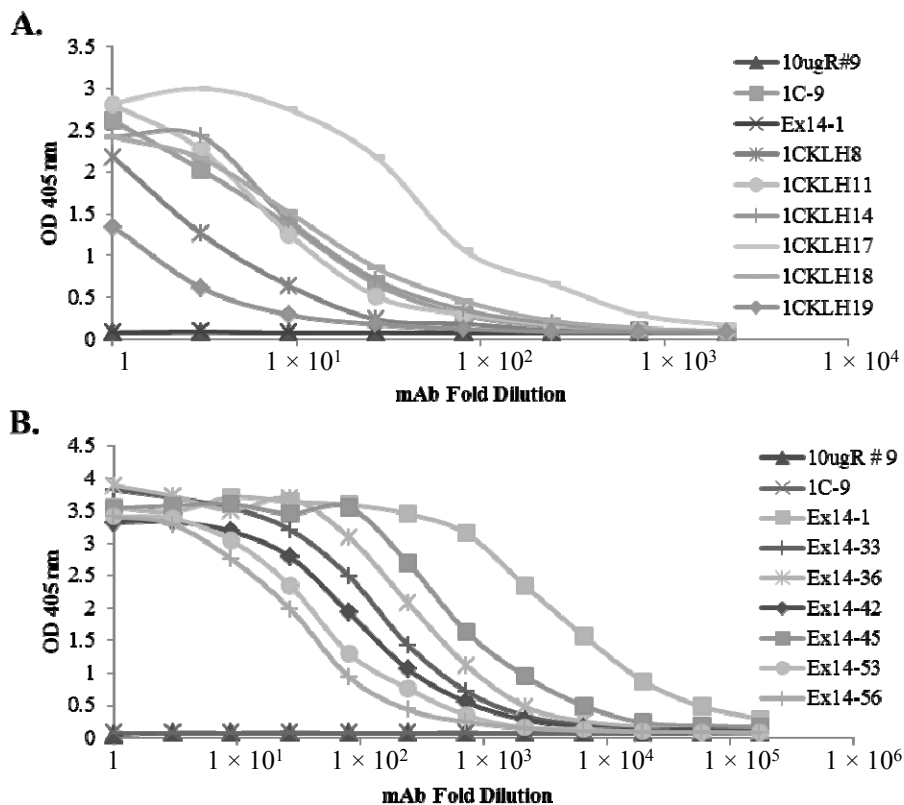 A.
3.5
3
2.5
2
1.5
1
0.5
0
OD 405 nm
1
1 × 10¹
1 × 10²
1 × 10³
1 × 10⁴
mAb Fold Dilution
10ugR#9
1C-9
Ex14-1
1CKLH8
1CKLH11
1CKLH14
1CKLH17
1CKLH18
1CKLH19
B.
4.5
4
3.5
3
2.5
2
1.5
1
0.5
0
OD 405 nm
1
1 × 10¹
1 × 10²
1 × 10³
1 × 10⁴
1 × 10⁵
1 × 10⁶
mAb Fold Dilution
10ugR # 9
1C-9
Ex14-1
Ex14-33
Ex14-36
Ex14-42
Ex14-45
Ex14-53
Ex14-56